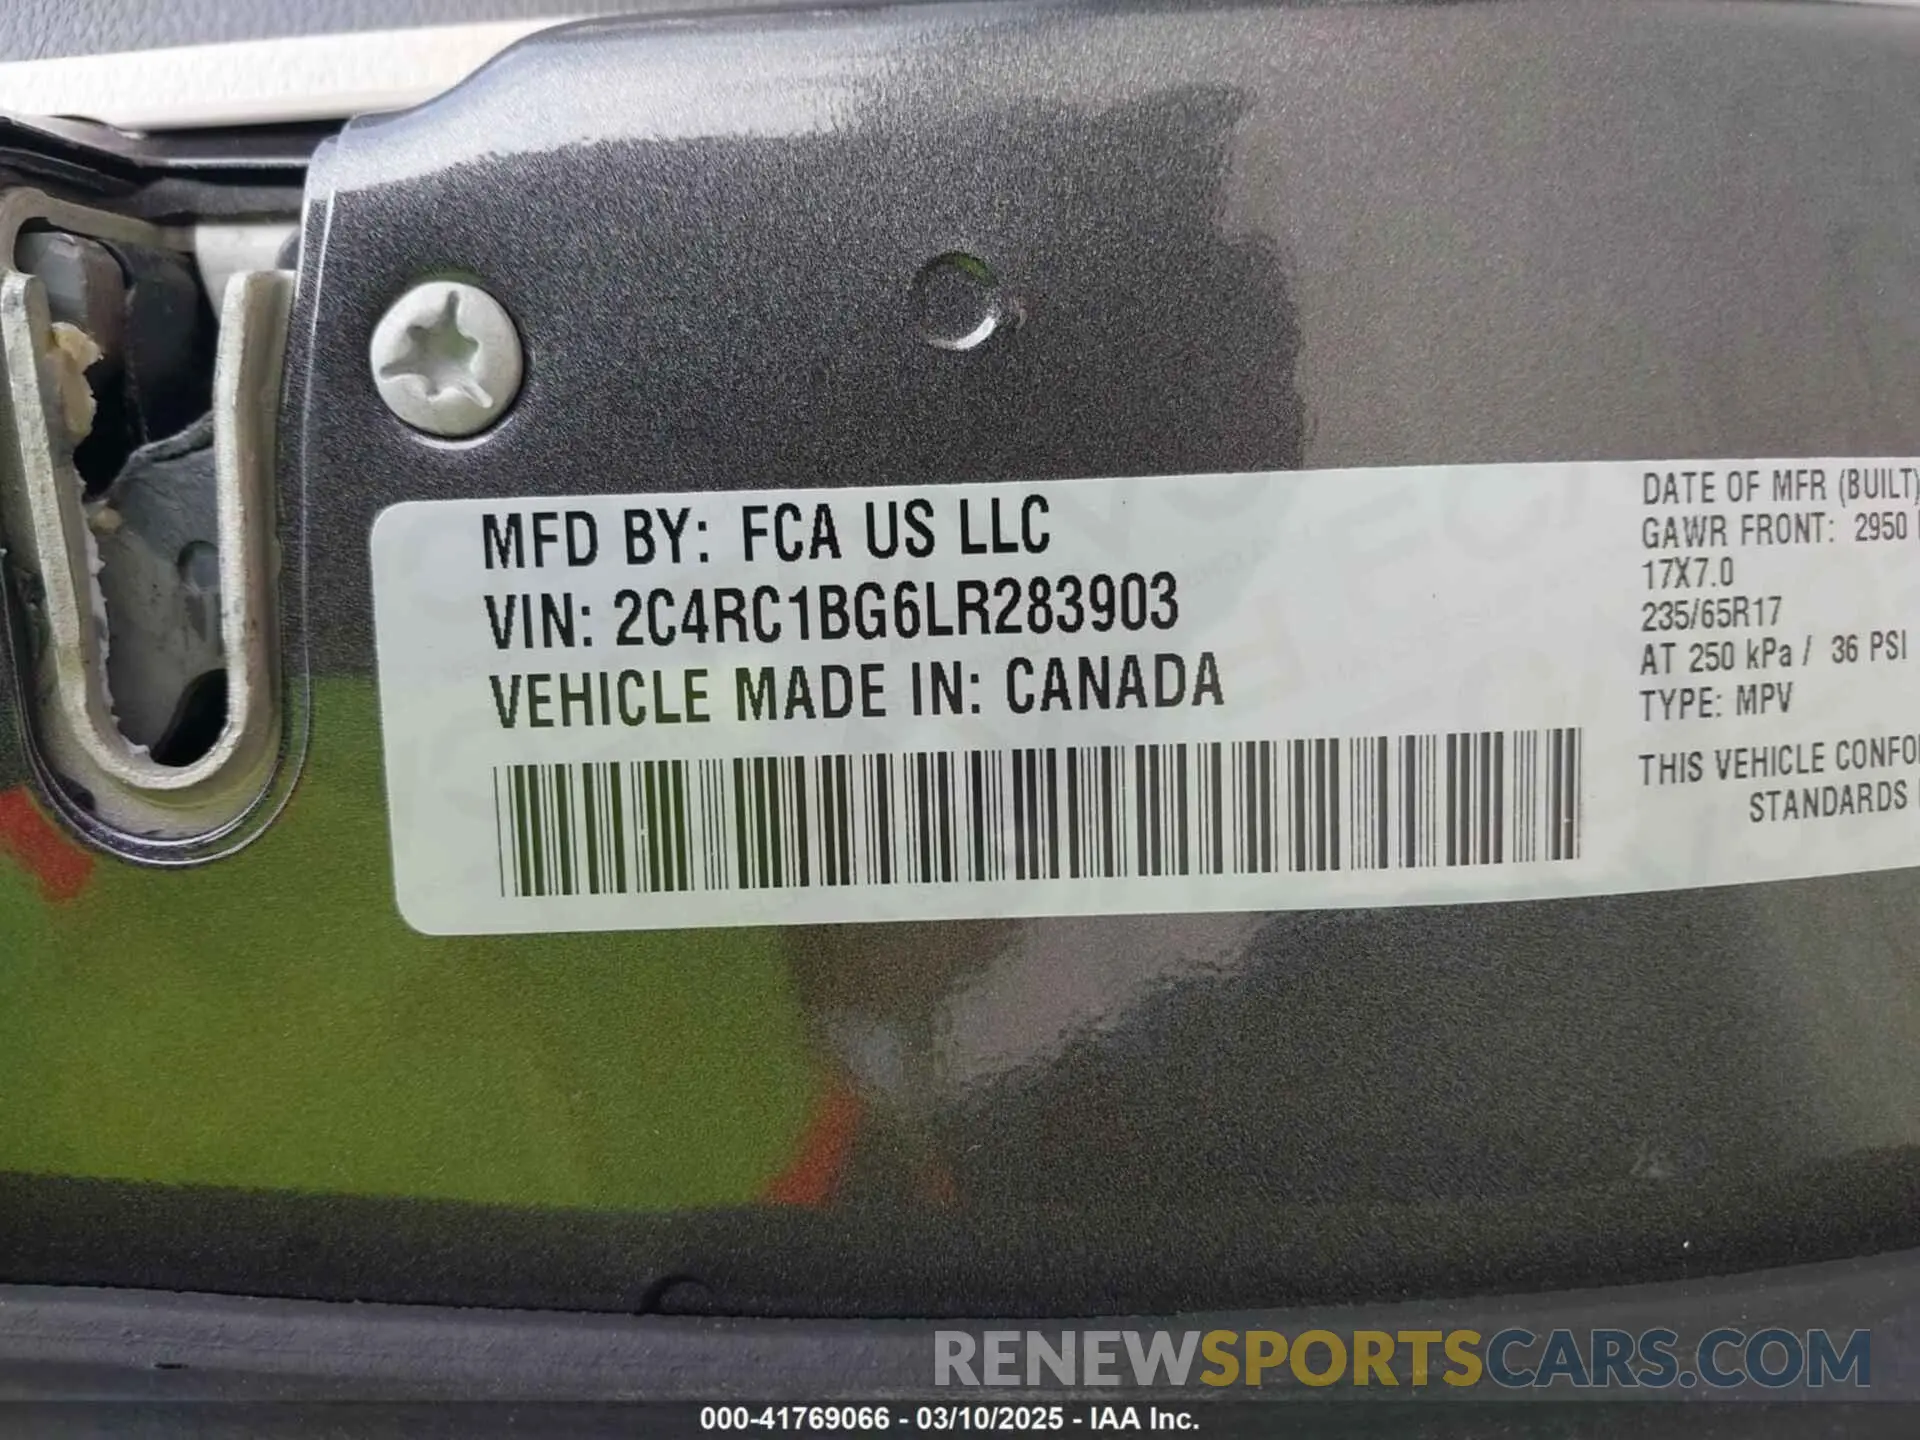 MFD BY: FCA US LLC
VIN: 2C4RC1BG6LR283903
VEHICLE MADE IN: CANADA
DATE OF MFR (BUILT)
GAWR FRONT: 2950
17X7.0
235/65R17
AT 250 kPa / 36 PSI
TYPE: MPV
THIS VEHICLE CONFO
STANDARDS
RENEWSPORTSCARS.COM
000-41769066 - 03/10/2025 - IAA Inc.